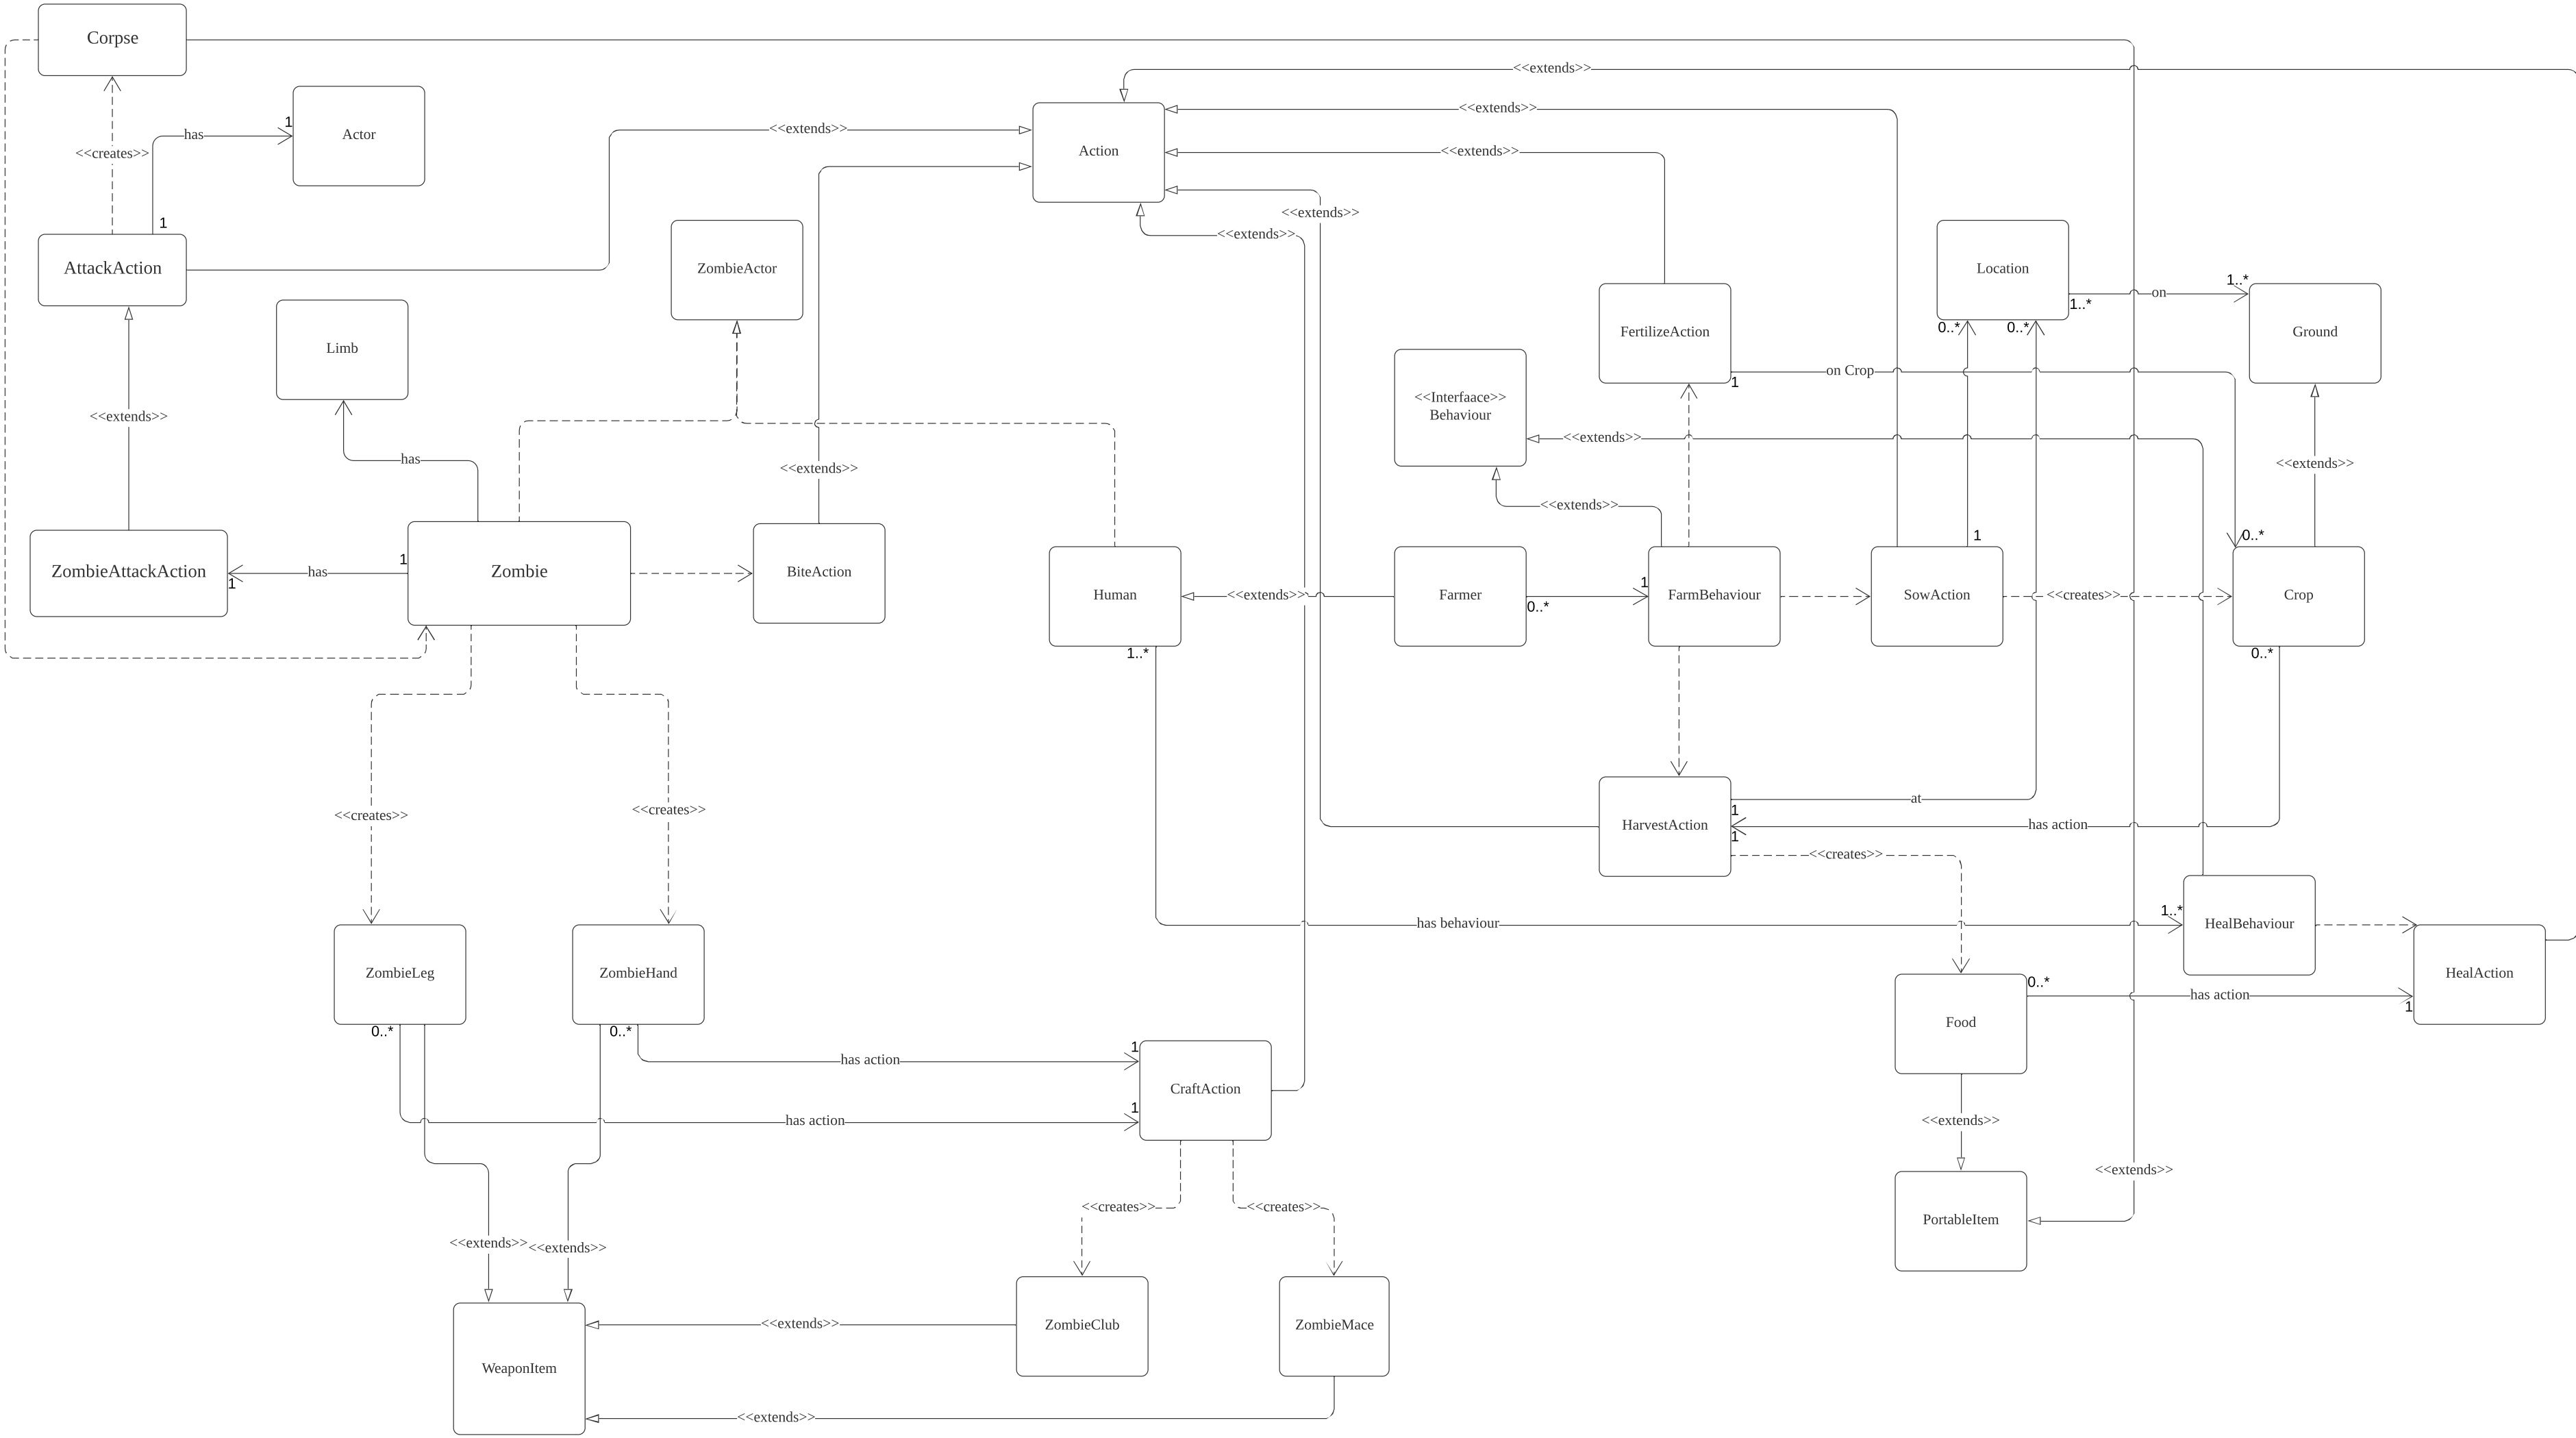 Corpse
<<extends>>
<<extends>>
1
has
Actor
<<extends>>
Action
<<extends>>
<<creates>>
1
<<extends>>
<<extends>>
AttackAction
ZombieActor
Location
1..*
on
1..*
0..*
0..*
Limb
FertilizeAction
Ground
1
on Crop
<<Interfaace>>
Behaviour
<<extends>>
<<extends>>
has
<<extends>>
<<extends>>
<<extends>>
1
0..*
ZombieAttackAction
1
has
1
Zombie
BiteAction
Human
<<extends>>
Farmer
0..*
1
FarmBehaviour
SowAction
<<creates>>
Crop
1..*
0..*
<<creates>>
<<creates>>
HarvestAction
at
1
1
has action
<<creates>>
has behaviour
1..*
HealBehaviour
ZombieLeg
ZombieHand
HealAction
0..*
has action
1
Food
0..*
0..*
has action
1
CraftAction
has action
1
<<extends>>
<<extends>>
<<creates>>
<<creates>>
PortableItem
<<extends>>
<<extends>>
WeaponItem
<<extends>>
ZombieClub
ZombieMace
<<extends>>